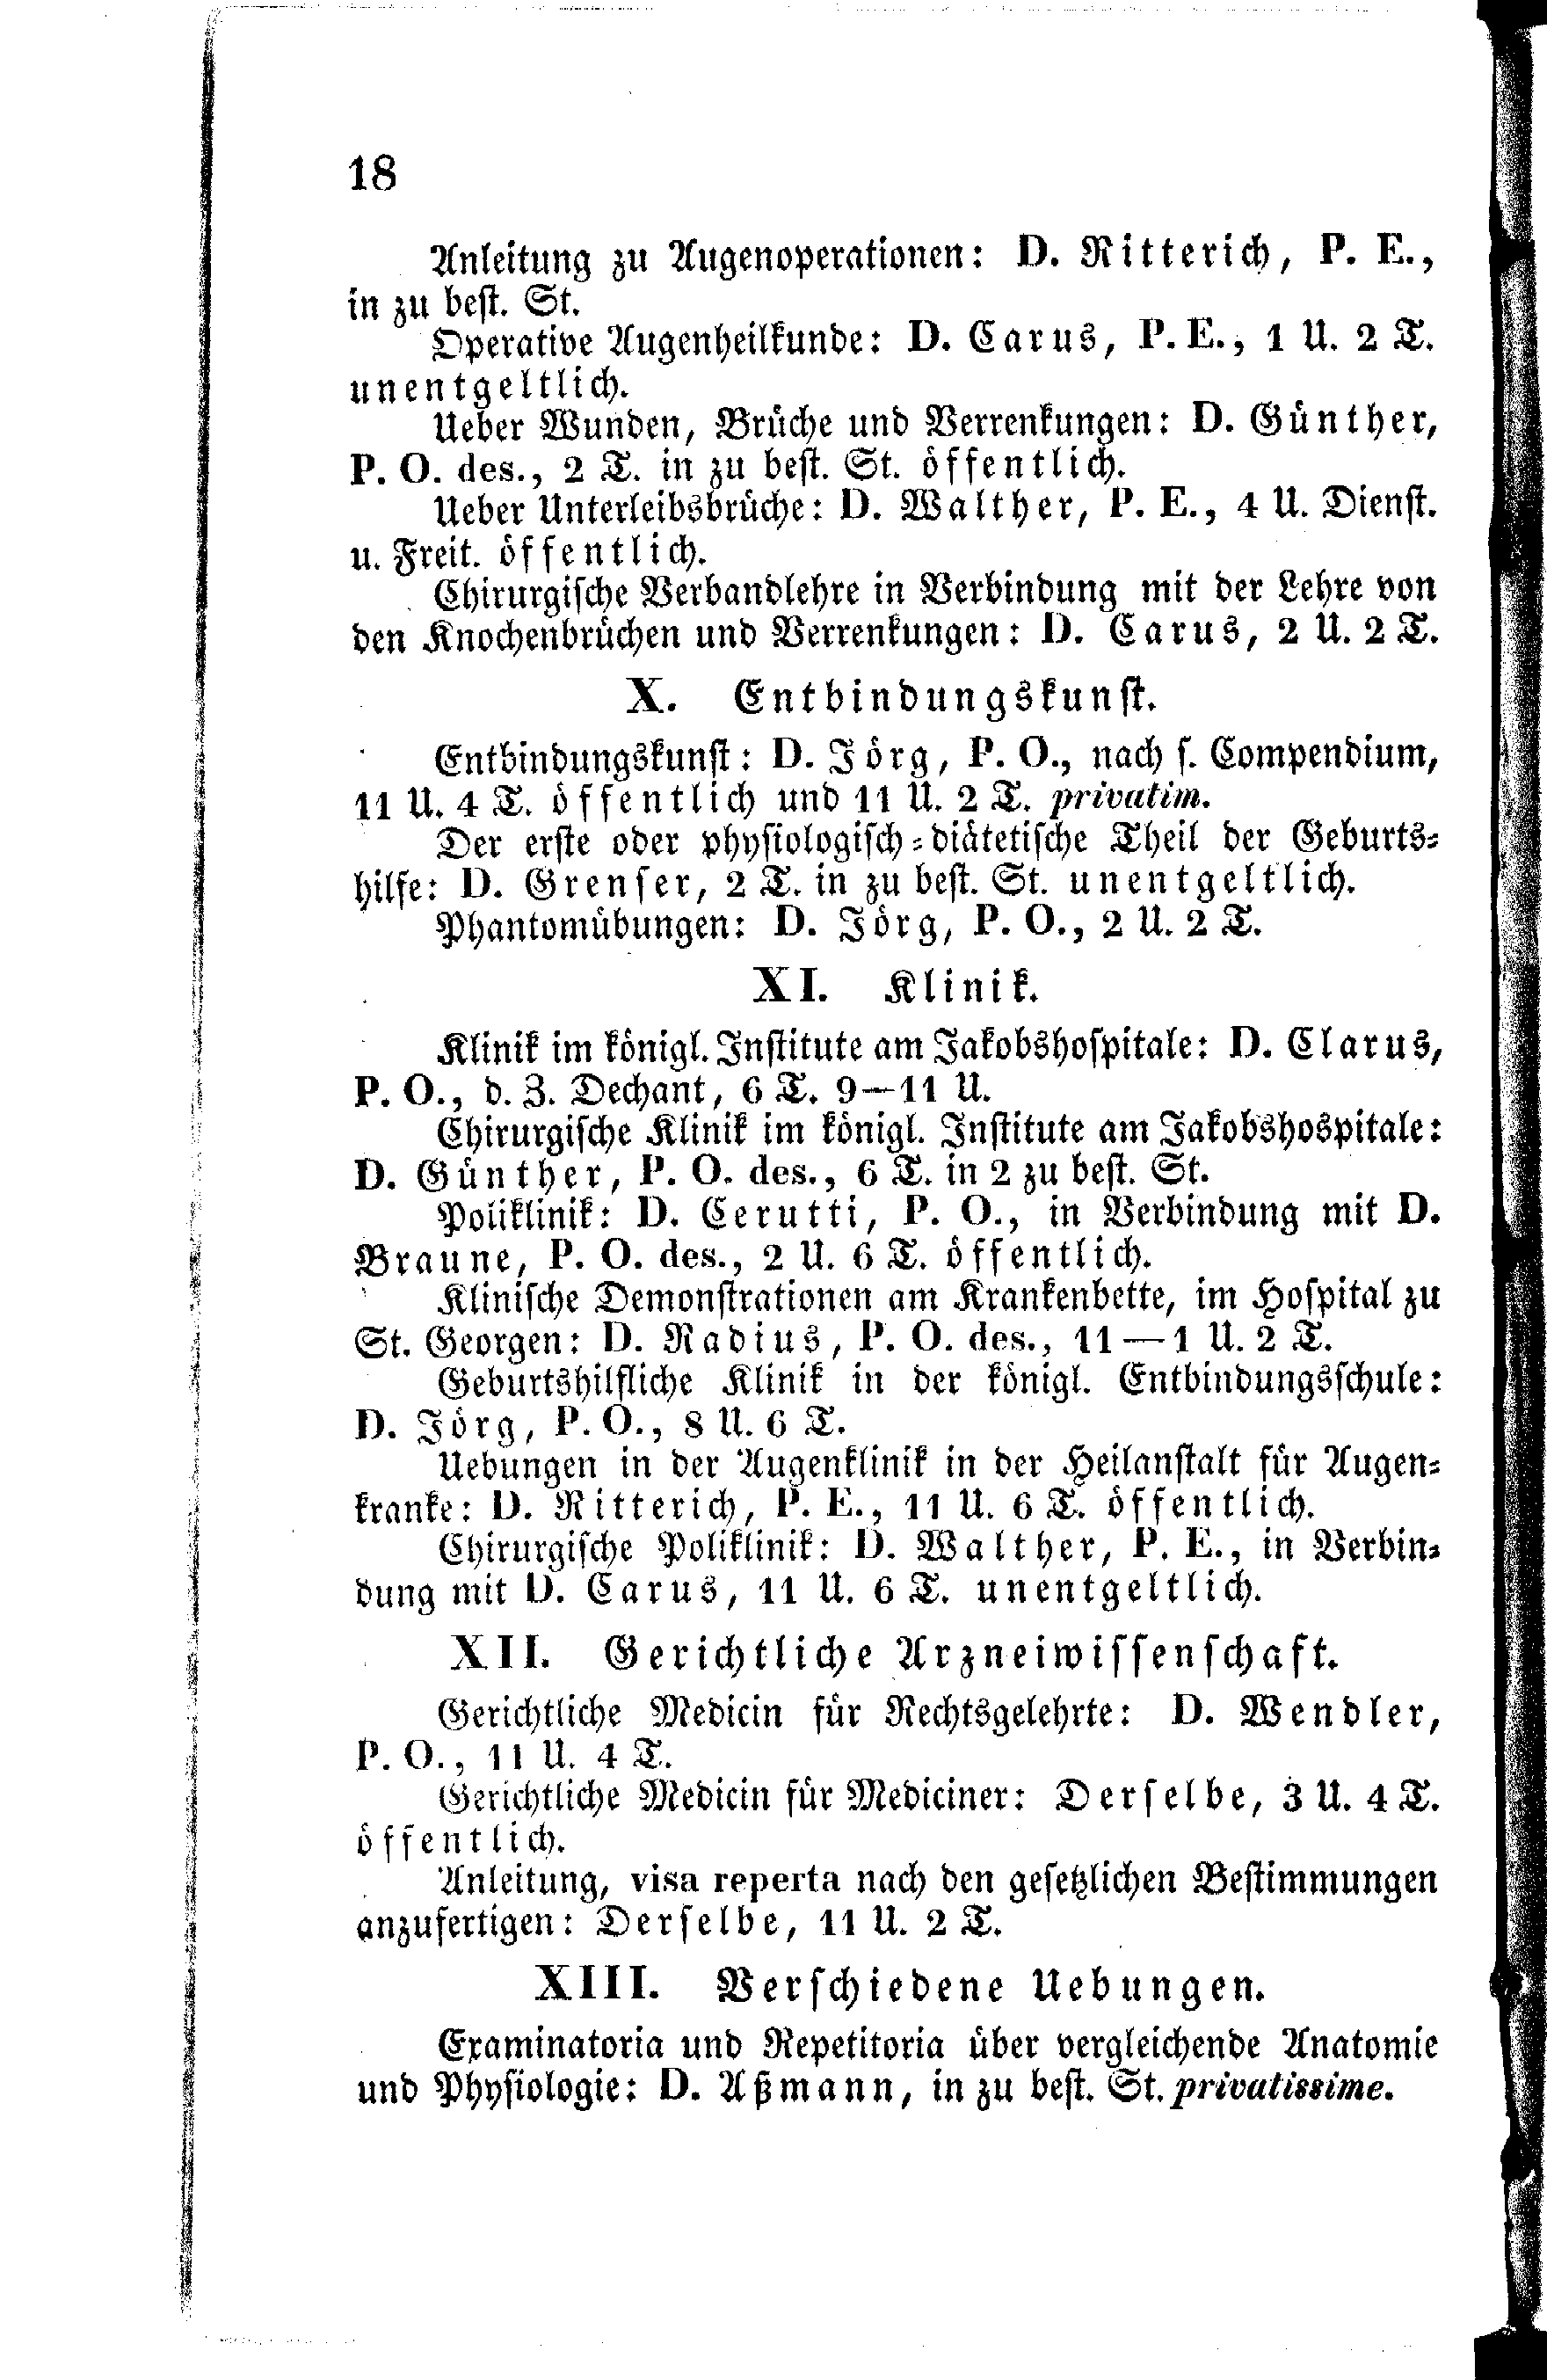 18
Anleitung zu Augenoperationen: D. Ritterich, P. E.,
in zu best. St.
Operative Augenheilkunde: D. Carus, P. E., 1 U. 2 T.
unentgeltlich.
Ueber Wunden, Brüche und Verrenkungen: D. Günther,
P. O. des., 2 T. in zu best. St. öffentlich.
Ueber Unterleibsbrüche: D. Walther, P. E., 4 U. Dienst.
u. Freit. öffentlich.
Chirurgische Verbandlehre in Verbindung mit der Lehre von
den Knochenbrüchen und Verrenkungen: D. Carus, 2 U. 2 T.
X. Entbindungskunst.
Entbindungskunst: D. Jörg, P. O., nach s. Compendium,
11 U. 4 T. öffentlich und 11 U. 2 T. privatim.
Der erste oder physiologisch-diätetische Theil der Geburts-
hilfe: D. Grenser, 2 T. in zu best. St. unentgeltlich.
Phantomübungen: D. Jörg, P. O., 2 U. 2 T.
XI. Klinik.
Klinik im königl. Institute am Jakobshospitale: D. Clarus,
P. O., d. Z. Dechant, 6 T. 9—11 U.
Chirurgische Klinik im königl. Institute am Jakobshospitale:
D. Günther, P. O. des., 6 T. in 2 zu best. St.
Poliklinik: D. Cerutti, P. O., in Verbindung mit D.
Braune, P. O. des., 2 U. 6 T. öffentlich.
Klinische Demonstrationen am Krankenbette, im Hospital zu
St. Georgen: D. Radius, P. O. des., 11—1 U. 2 T.
Geburtshilfliche Klinik in der königl. Entbindungsschule:
D. Jörg, P. O., 8 U. 6 T.
Uebungen in der Augenklinik in der Heilanstalt für Augen-
kranke: D. Ritterich, P. E., 11 U. 6 T. öffentlich.
Chirurgische Poliklinik: D. Walther, P. E., in Verbin-
dung mit D. Carus, 11 U. 6 T. unentgeltlich.
XII. Gerichtliche Arzneiwissenschaft.
Gerichtliche Medicin für Rechtsgelehrte: D. Wendler,
P. O., 11 U. 4 T.
Gerichtliche Medicin für Mediciner: Derselbe, 3 U. 4 T.
öffentlich.
Anleitung, visa reperta nach den gesetzlichen Bestimmungen
anzufertigen: Derselbe, 11 U. 2 T.
XIII. Verschiedene Uebungen.
Examinatoria und Repetitoria über vergleichende Anatomie
und Physiologie: D. Aßmann, in zu best. St. privatissime.